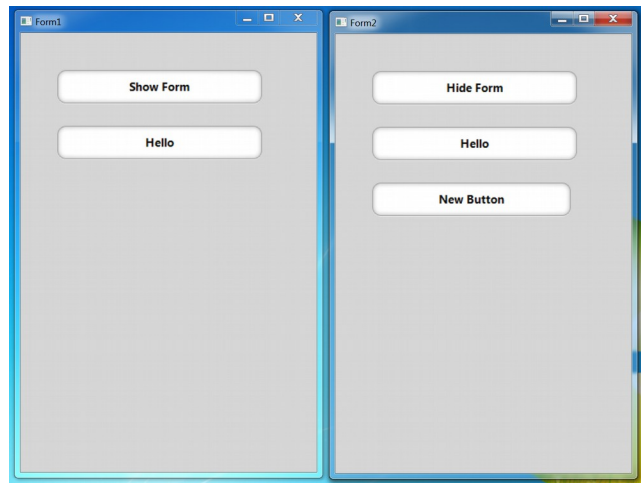 Form1
Show Form
Hello
Form2
Hide Form
Hello
New Button